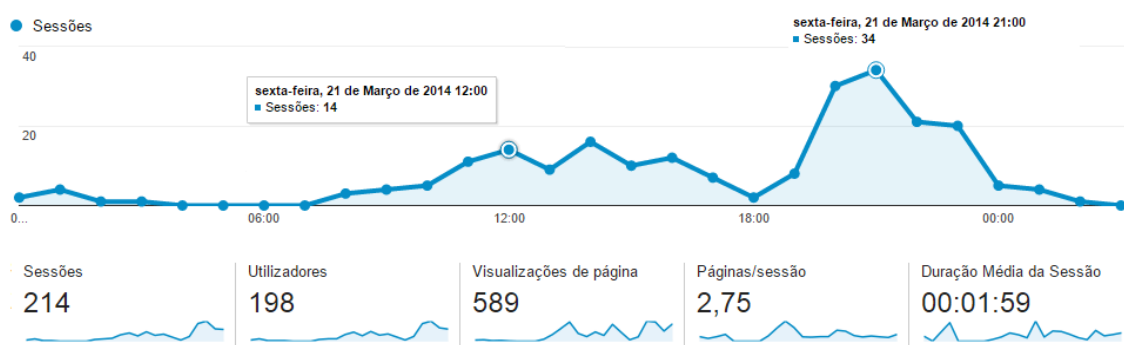 Sessões
sexta-feira, 21 de Março de 2014 21:00
Sessões: 34
40
sexta-feira, 21 de Março de 2014 12:00
Sessões: 14
20
0... 06:00 12:00 18:00 00:00
Sessões Utilizadores Visualizações de página Páginas/sessão Duração Média da Sessão
214 198 589 2,75 00:01:59